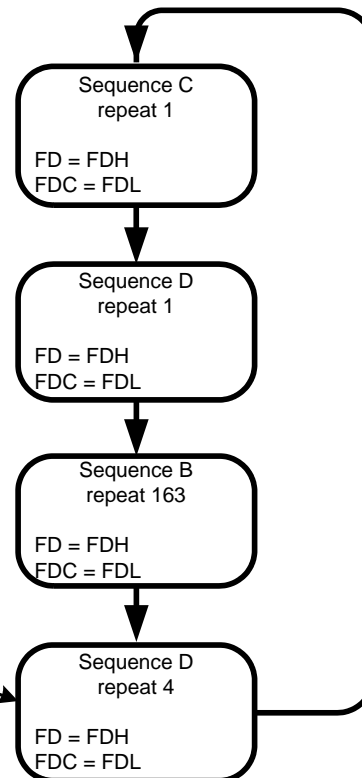 Sequence C
repeat 1
FD = FDH
FDC = FDL
Sequence D
repeat 1
FD = FDH
FDC = FDL
Sequence B
repeat 163
FD = FDH
FDC = FDL
Sequence D
repeat 4
FD = FDH
FDC = FDL